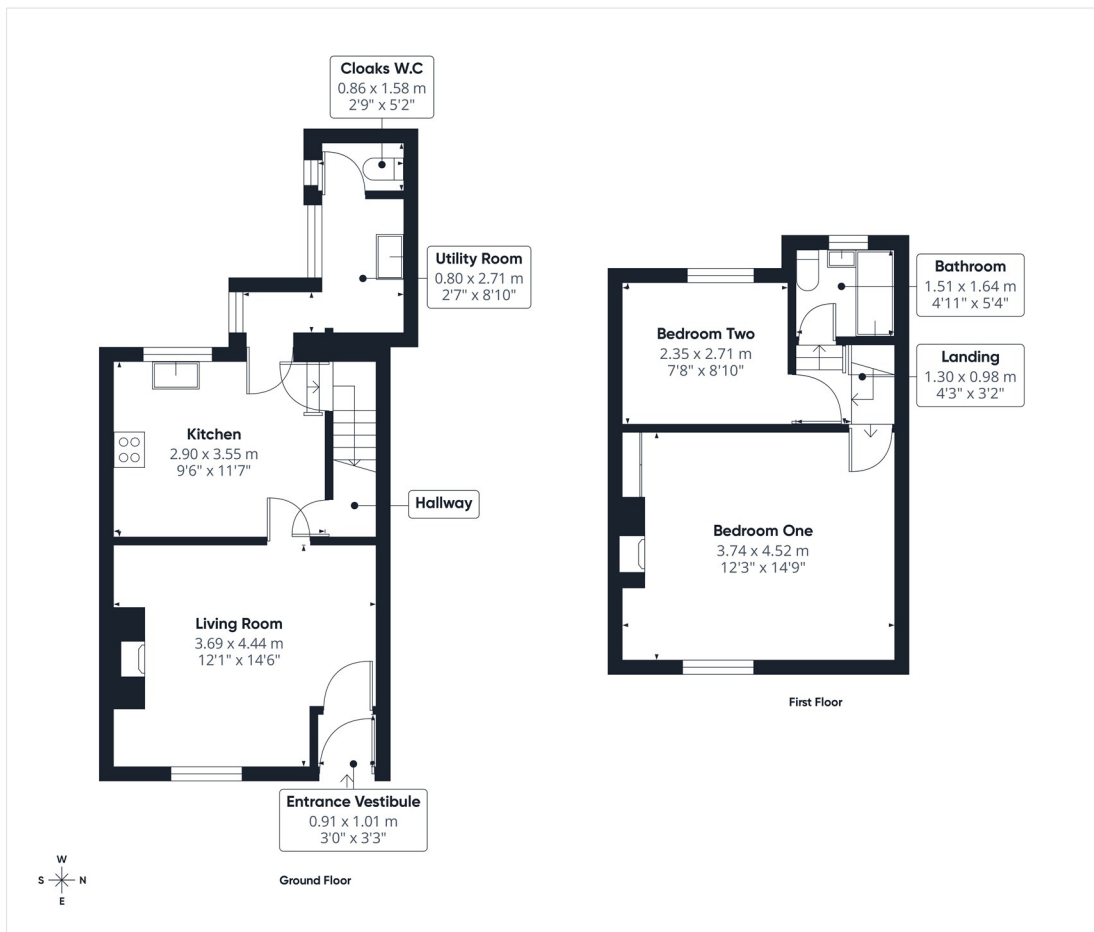 Cloaks W.C
0.86 x 1.58 m
2'9" x 5'2"
Utility Room
0.80 x 2.71 m
2'7" x 8'10"
Kitchen
2.90 x 3.55 m
9'6" x 11'7"
Hallway
Living Room
3.69 x 4.44 m
12'1" x 14'6"
Entrance Vestibule
0.91 x 1.01 m
3'0" x 3'3"
Ground Floor
Bathroom
1.51 x 1.64 m
4'11" x 5'4"
Bedroom Two
2.35 x 2.71 m
7'8" x 8'10"
Landing
1.30 x 0.98 m
4'3" x 3'2"
Bedroom One
3.74 x 4.52 m
12'3" x 14'9"
First Floor
W
S N
E